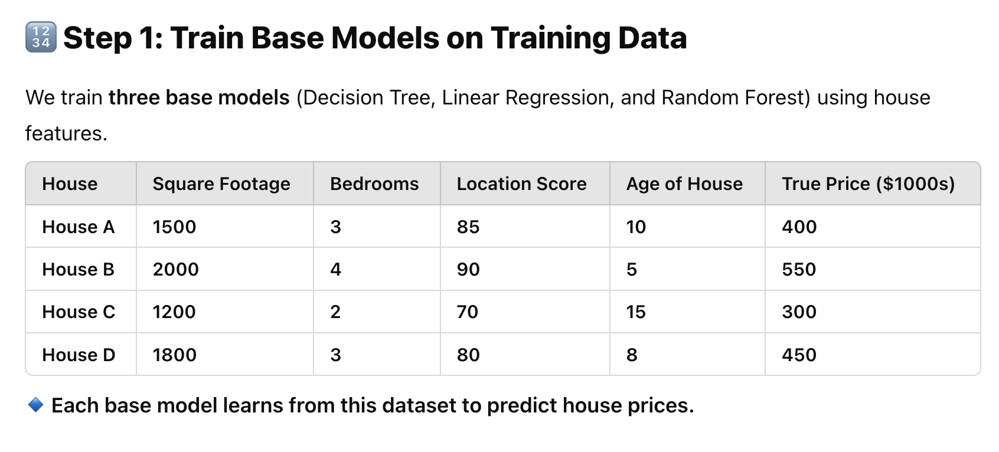 🔢 Step 1: Train Base Models on Training Data
We train three base models (Decision Tree, Linear Regression, and Random Forest) using house
features.
House Square Footage Bedrooms Location Score Age of House True Price ($1000s)
House A 1500 3 85 10 400
House B 2000 4 90 5 550
House C 1200 2 70 15 300
House D 1800 3 80 8 450
🔹 Each base model learns from this dataset to predict house prices.